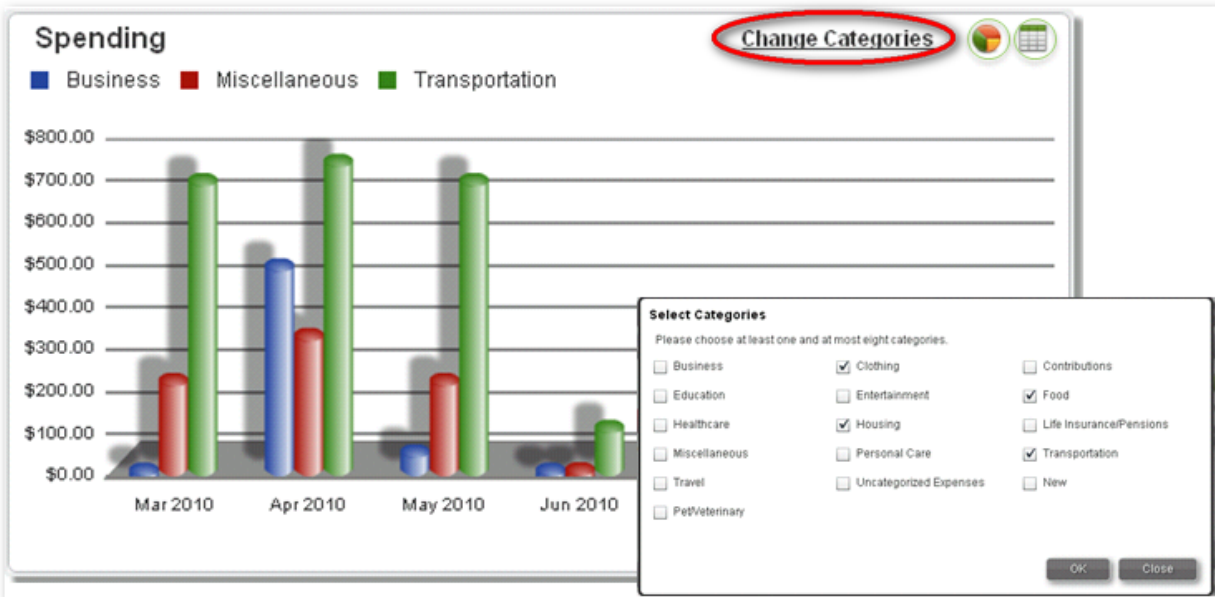 Spending
Change Categories
Business Miscellaneous Transportation
$800.00
$700.00
$600.00
$500.00
$400.00
$300.00
$200.00
$100.00
$0.00
Mar 2010 Apr 2010 May 2010 Jun 2010
Select Categories
Please choose at least one and at most eight categories.
Business Clothing Contributions
Education Entertainment Food
Healthcare Housing Life Insurance/Pensions
Miscellaneous Personal Care Transportation
Travel Uncategorized Expenses New
Pet/Veterinary
OK Close